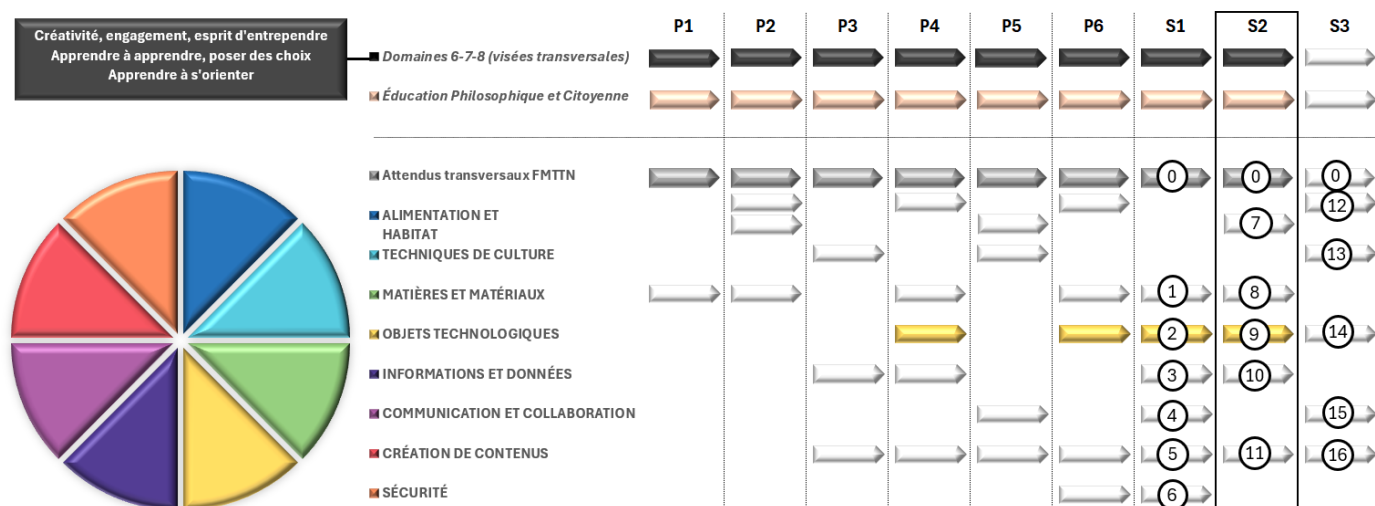 Créativité, engagement, esprit d'entrependre
Apprendre à apprendre, poser des choix
Apprendre à s'orienter
P1 P2 P3 P4 P5 P6 S1 S2 S3
Domaines 6-7-8 (visées transversales)
Éducation Philosophique et Citoyenne
Attendus transversaux FMTTN 0 0 0
12
ALIMENTATION ET
HABITAT 7
TECHNIQUES DE CULTURE 13
MATIÈRES ET MATÉRIAUX 1 8
OBJETS TECHNOLOGIQUES 2 9 14
INFORMATIONS ET DONNÉES 3 10
COMMUNICATION ET COLLABORATION 4 15
CRÉATION DE CONTENUS 5 11 16
SÉCURITÉ 6